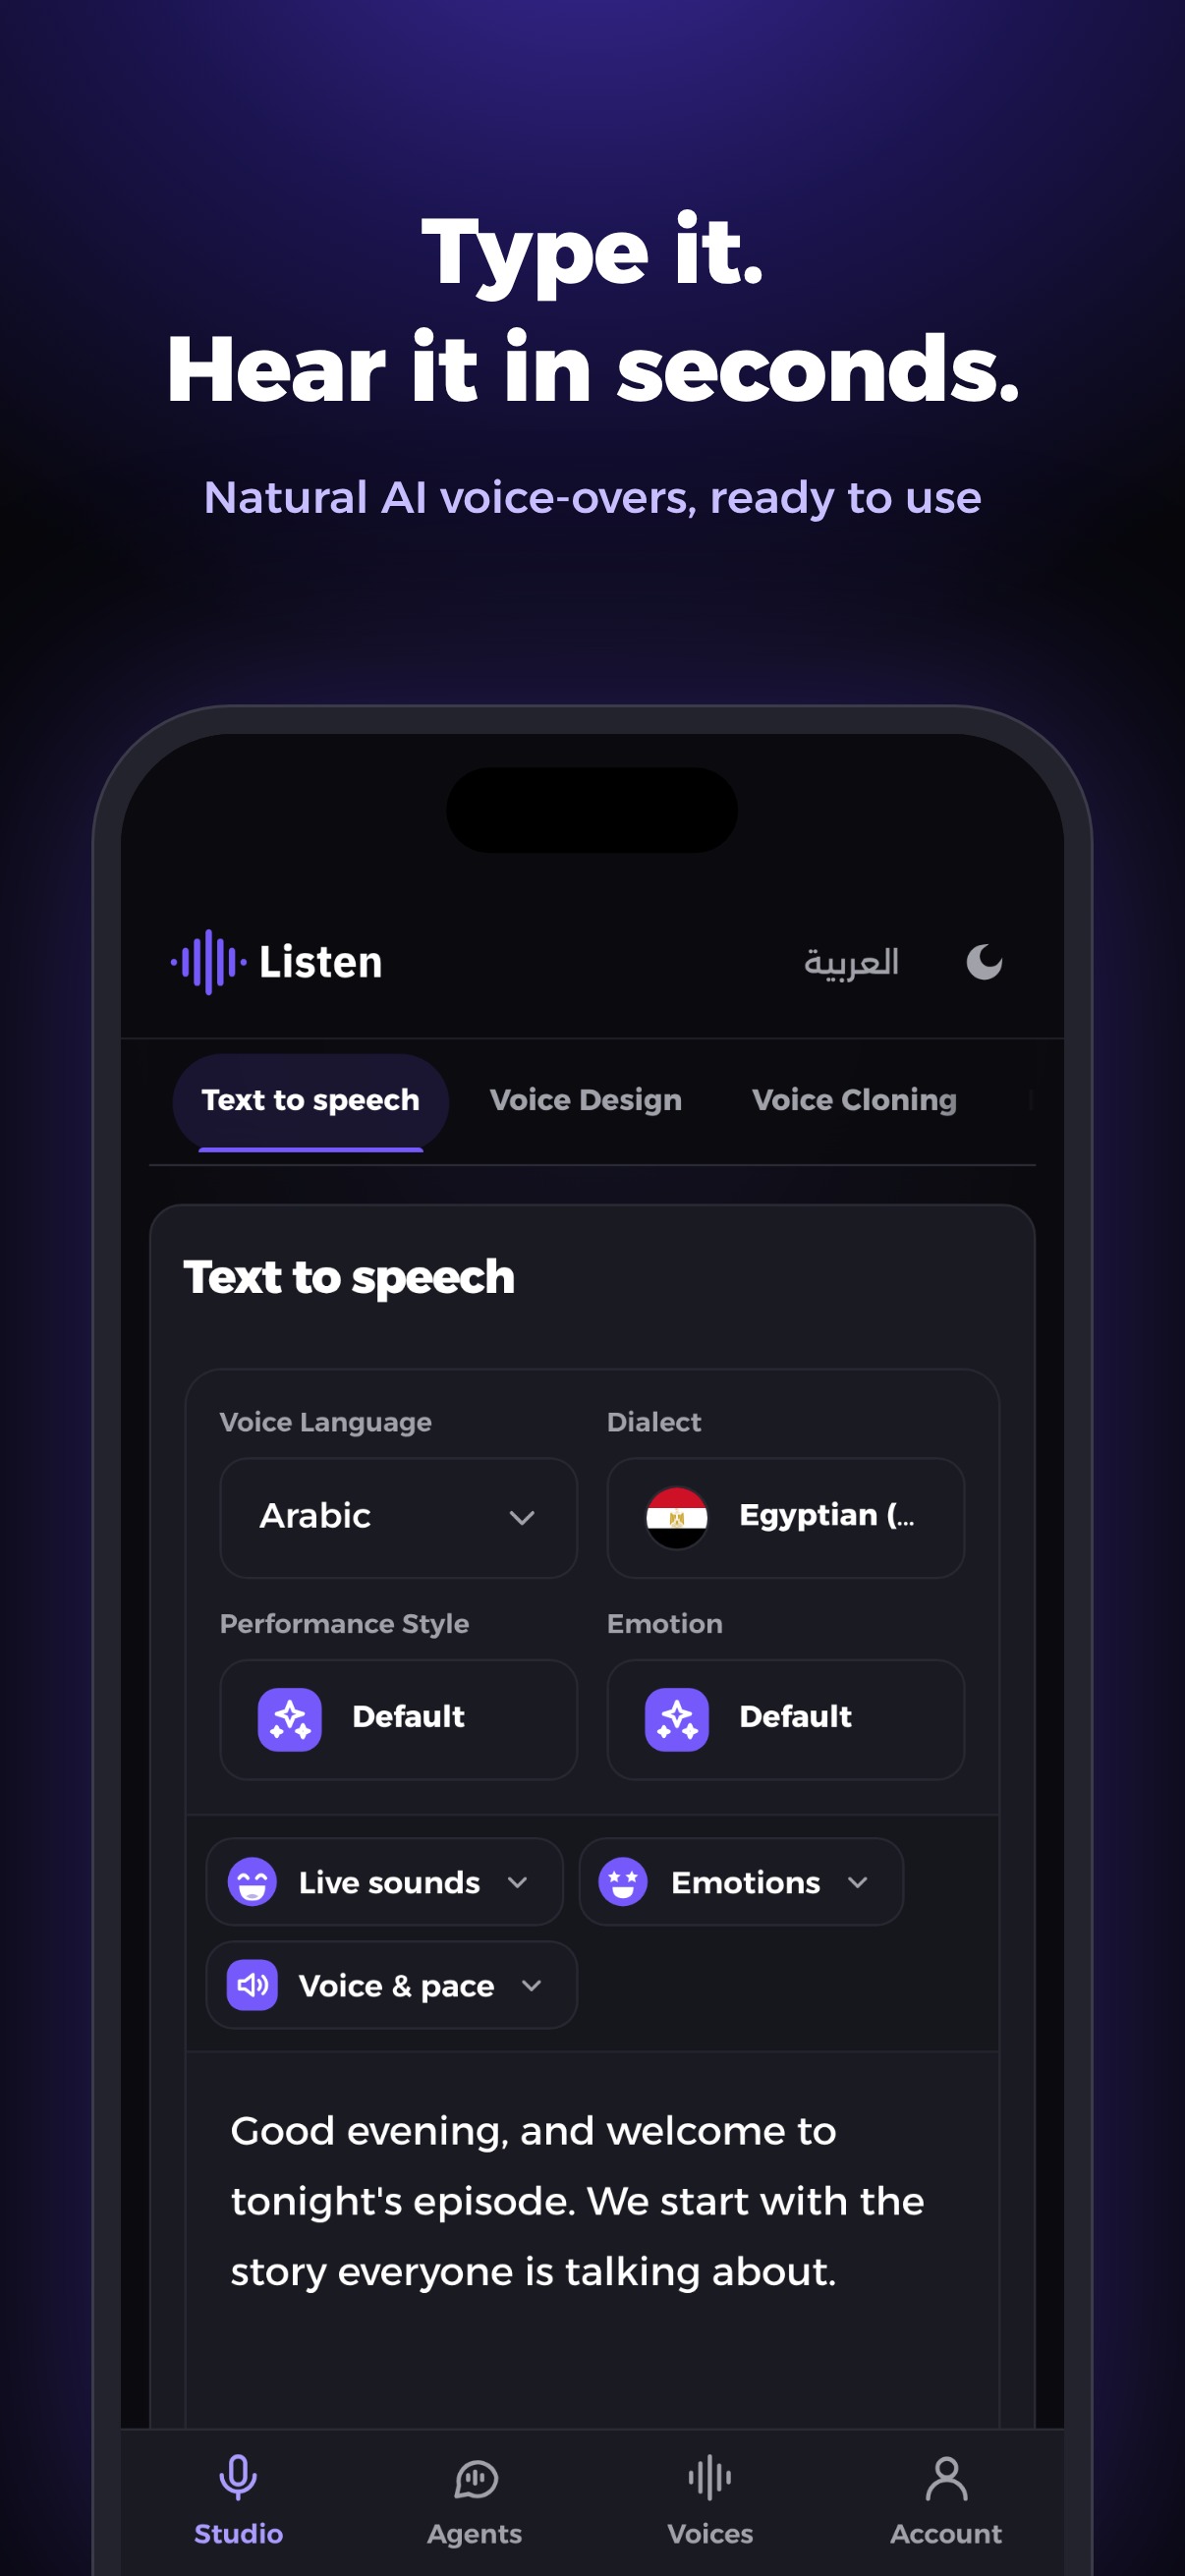 Type it.
Hear it in seconds.
Natural AI voice-overs, ready to use
Listen
العربية
Text to speech
Voice Design
Voice Cloning
Text to speech
Voice Language
Dialect
Arabic
Egyptian (...
Performance Style
Emotion
Default
Default
Live sounds
Emotions
Voice & pace
Good evening, and welcome to
tonight's episode. We start with the
story everyone is talking about.
Studio
Agents
Voices
Account